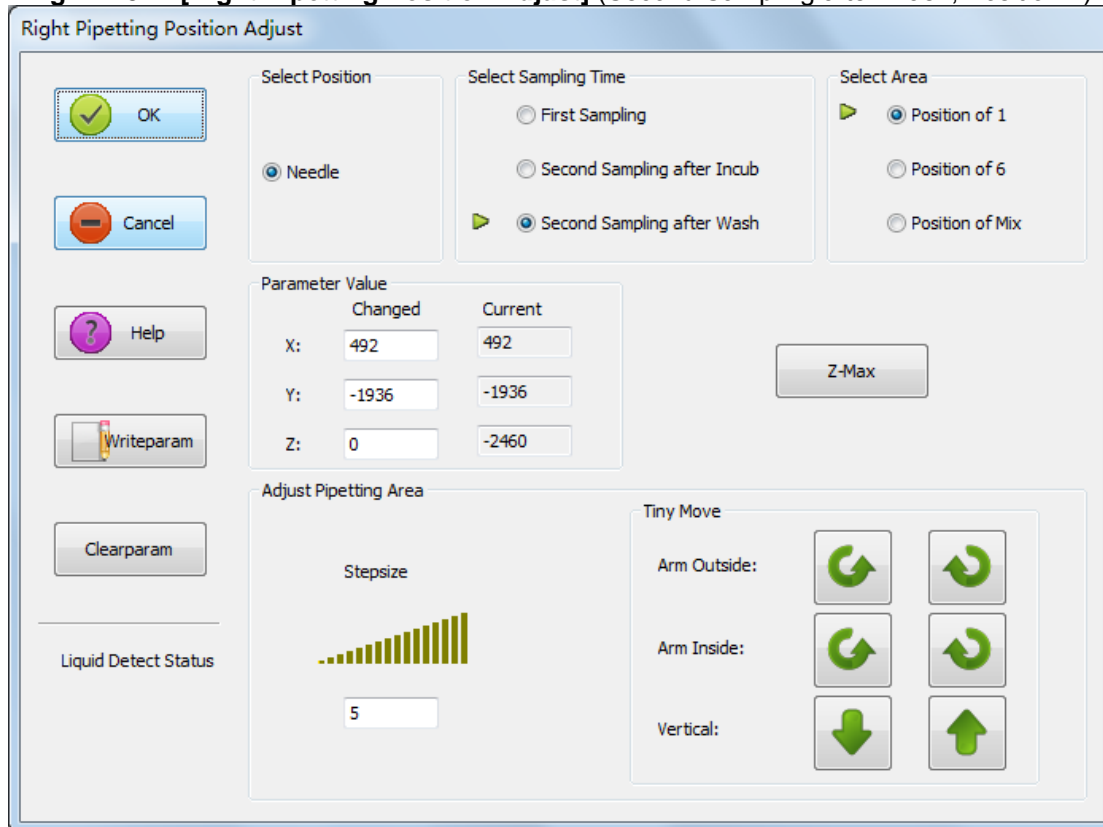 Right Pipetting Position Adjust
OK
Cancel
Help
Writeparam
Clearparam
Liquid Detect Status
Select Position
Needle
Select Sampling Time
First Sampling
Second Sampling after Incub
Second Sampling after Wash
Select Area
Position of 1
Position of 6
Position of Mix
Parameter Value
Changed Current
X: 492 492
Y: -1936 -1936
Z: 0 -2460
Z-Max
Adjust Pipetting Area
Stepsize
5
Tiny Move
Arm Outside:
Arm Inside:
Vertical: